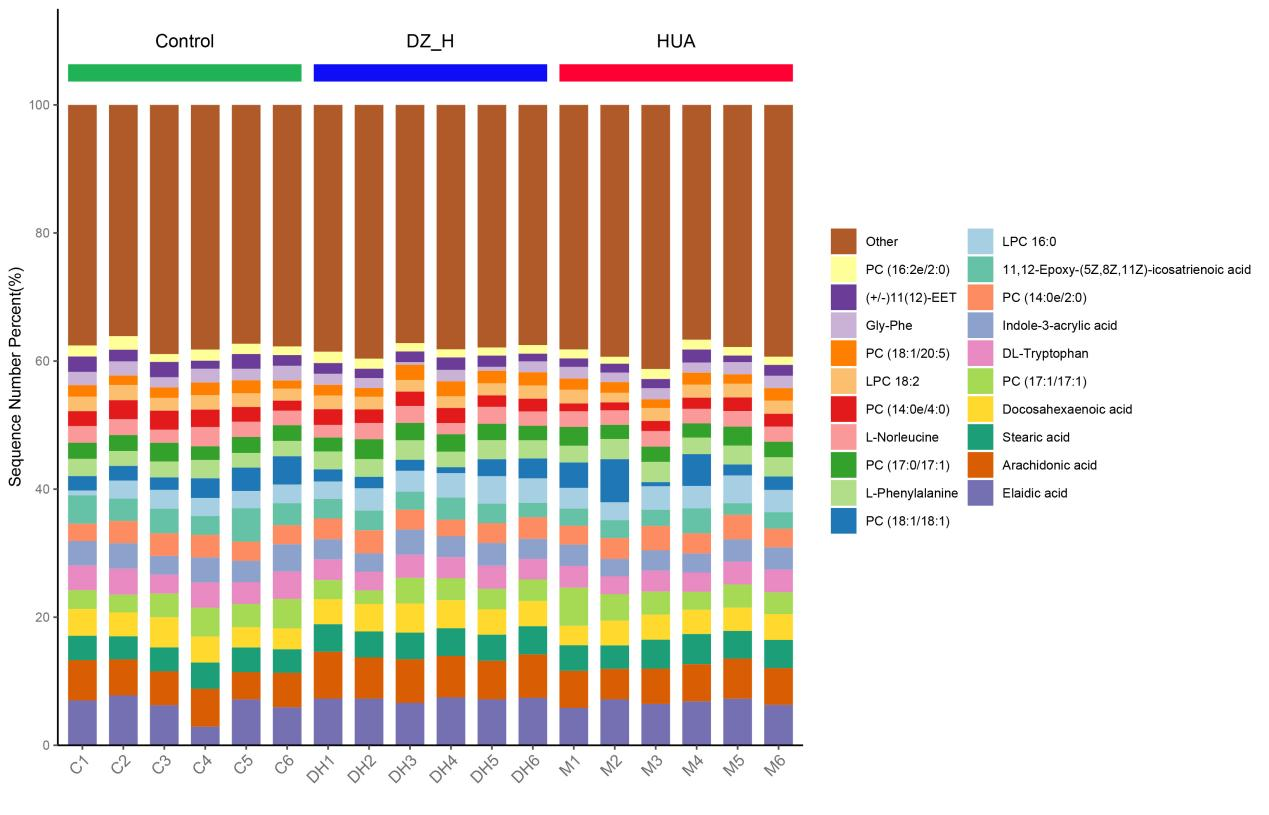 Control DZ_H HUA
Sequence Number Percent(%)
100
80
60
40
20
0
C1 C2 C3 C4 C5 C6 DH1 DH2 DH3 DH4 DH5 DH6 M1 M2 M3 M4 M5 M6
Other
PC (16:2e/2:0)
(+/-)11(12)-EET
Gly-Phe
PC (18:1/20:5)
LPC 18:2
PC (14:0e/4:0)
L-Norleucine
PC (17:0/17:1)
L-Phenylalanine
PC (18:1/18:1)
LPC 16:0
11,12-Epoxy-(5Z,8Z,11Z)-icosatrienoic acid
PC (14:0e/2:0)
Indole-3-acrylic acid
DL-Tryptophan
PC (17:1/17:1)
Docosahexaenoic acid
Stearic acid
Arachidonic acid
Elaidic acid